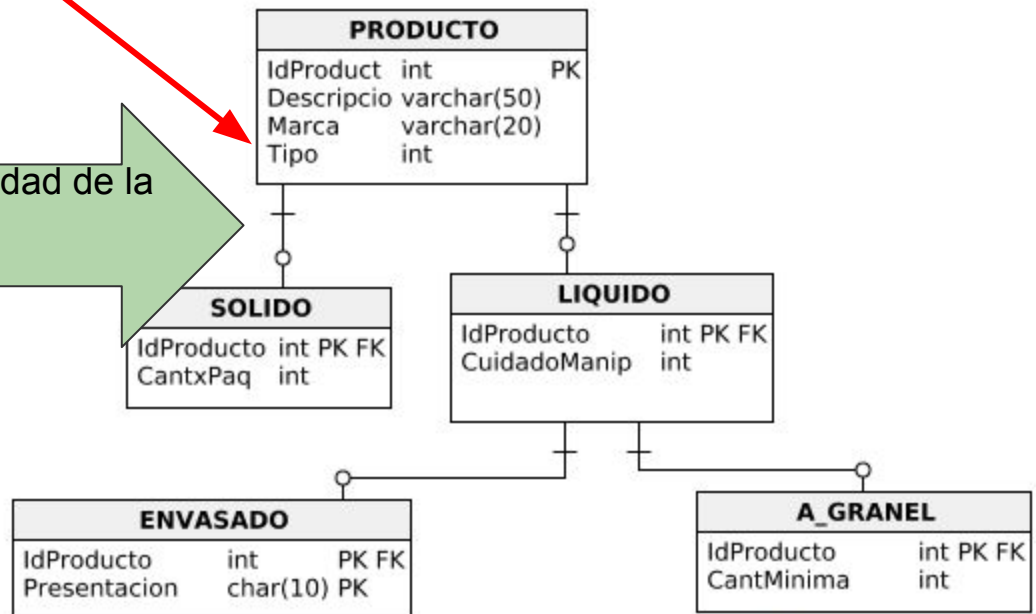 PRODUCTO
IdProduct int PK
Descripcio varchar(50)
Marca varchar(20)
Tipo int
dad de la
SOLIDO
IdProducto int PK FK
CantxPaq int
LIQUIDO
IdProducto int PK FK
CuidadoManip int
ENVASADO
IdProducto int PK FK
Presentacion char(10) PK
A_GRANEL
IdProducto int PK FK
CantMinima int